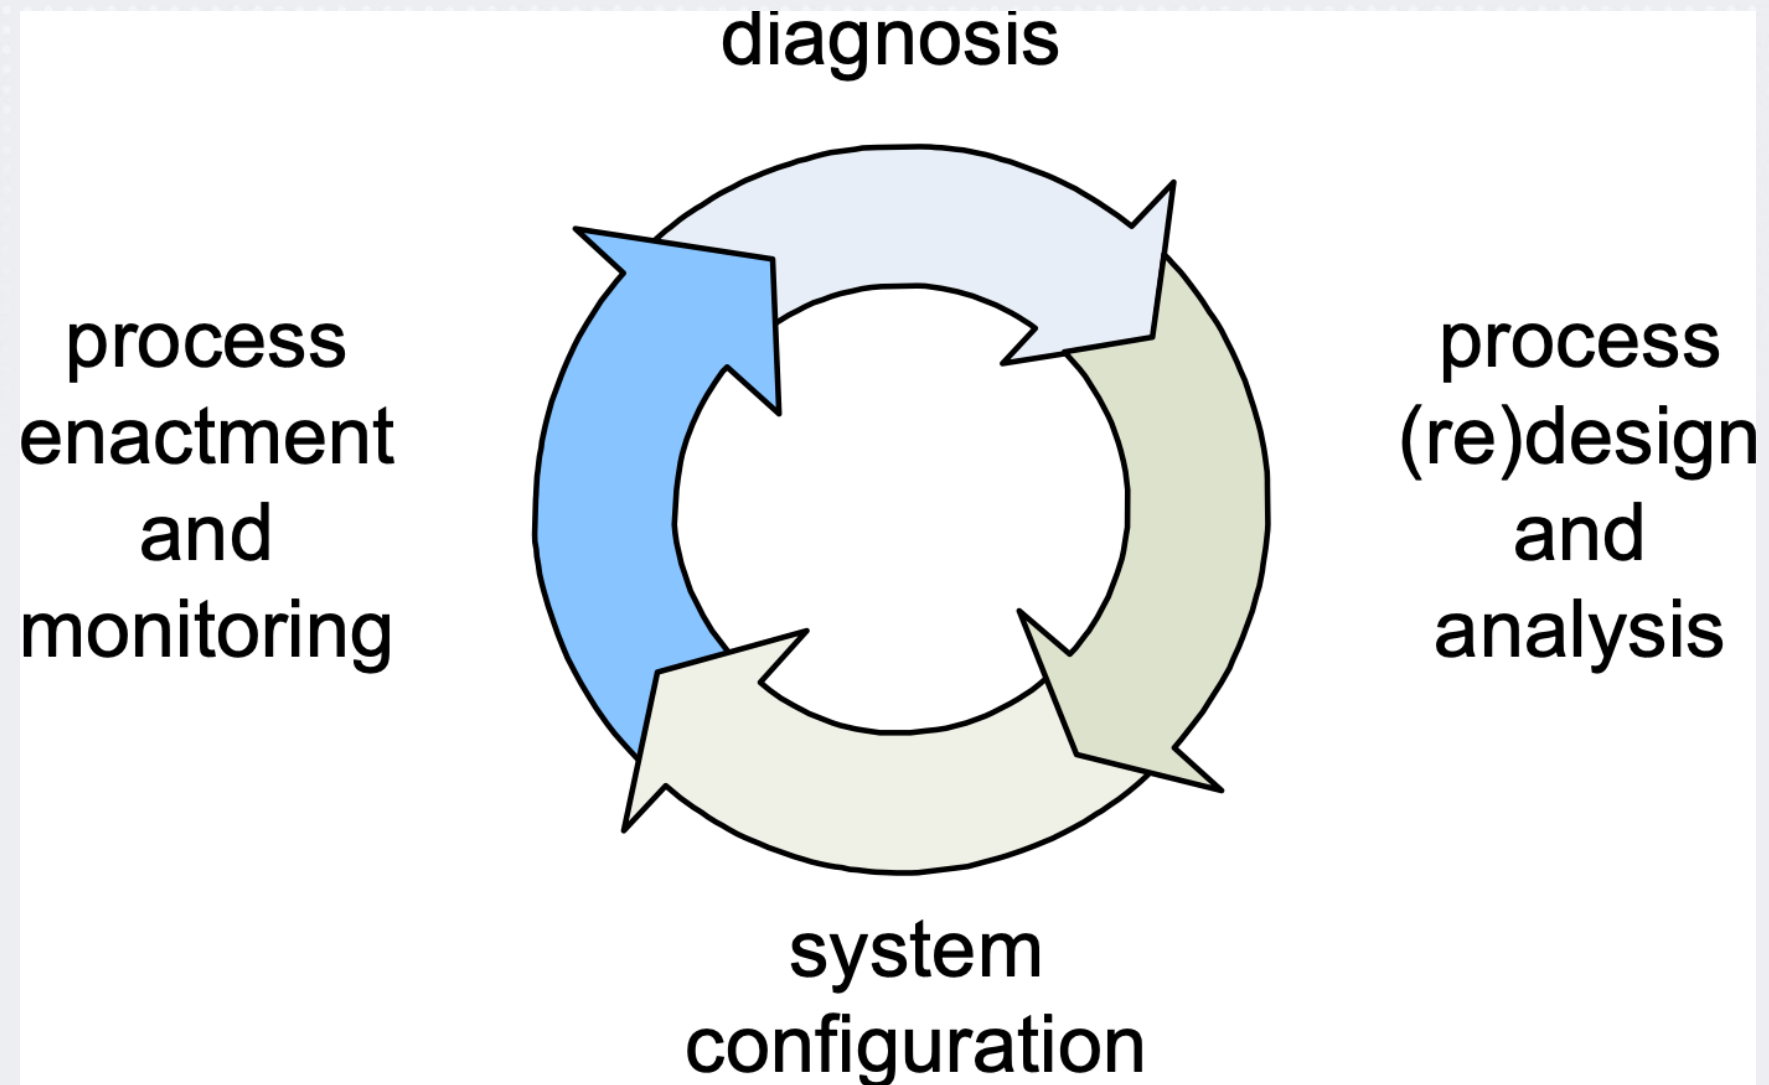 diagnosis
process
enactment
and
monitoring
process
(re)design
and
analysis
system
configuration